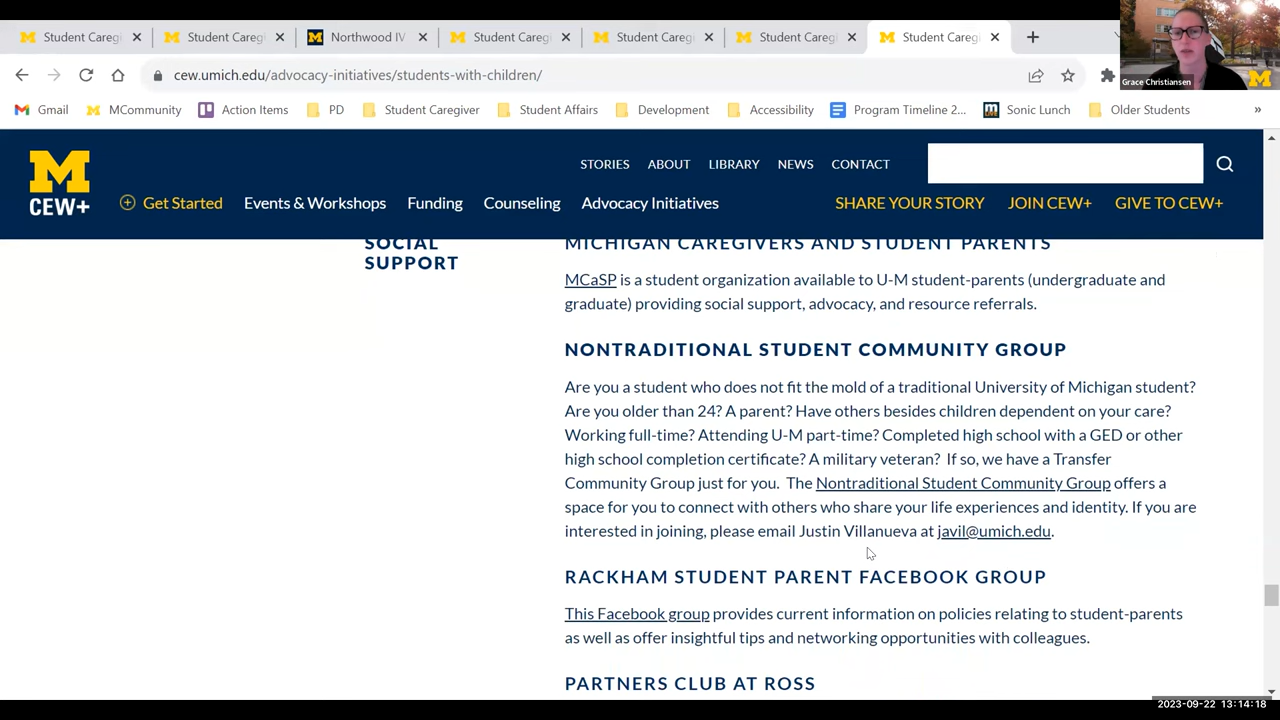 Student Caregi
Student Caregi
Northwood IV
Student Caregi
Student Caregi
Student Caregi
Student Caregi
Grace Christiansen
cew.umich.edu/advocacy-initiatives/students-with-children/
Gmail
MCommunity
Action Items
PD
Student Caregiver
Student Affairs
Development
Accessibility
Program Timeline 2...
Sonic Lunch
Older Students
»
M
CEW+
STORIES
ABOUT
LIBRARY
NEWS
CONTACT
Get Started
Events & Workshops
Funding
Counseling
Advocacy Initiatives
SHARE YOUR STORY
JOIN CEW+
GIVE TO CEW+
SOCIAL
SUPPORT
MICHIGAN CAREGIVERS AND STUDENT PARENTS
MCaSP is a student organization available to U-M student-parents (undergraduate and
graduate) providing social support, advocacy, and resource referrals.
NONTRADITIONAL STUDENT COMMUNITY GROUP
Are you a student who does not fit the mold of a traditional University of Michigan student?
Are you older than 24? A parent? Have others besides children dependent on your care?
Working full-time? Attending U-M part-time? Completed high school with a GED or other
high school completion certificate? A military veteran? If so, we have a Transfer
Community Group just for you. The Nontraditional Student Community Group offers a
space for you to connect with others who share your life experiences and identity. If you are
interested in joining, please email Justin Villanueva at javil@umich.edu.
RACKHAM STUDENT PARENT FACEBOOK GROUP
This Facebook group provides current information on policies relating to student-parents
as well as offer insightful tips and networking opportunities with colleagues.
PARTNERS CLUB AT ROSS
2023-09-22 13:14:18